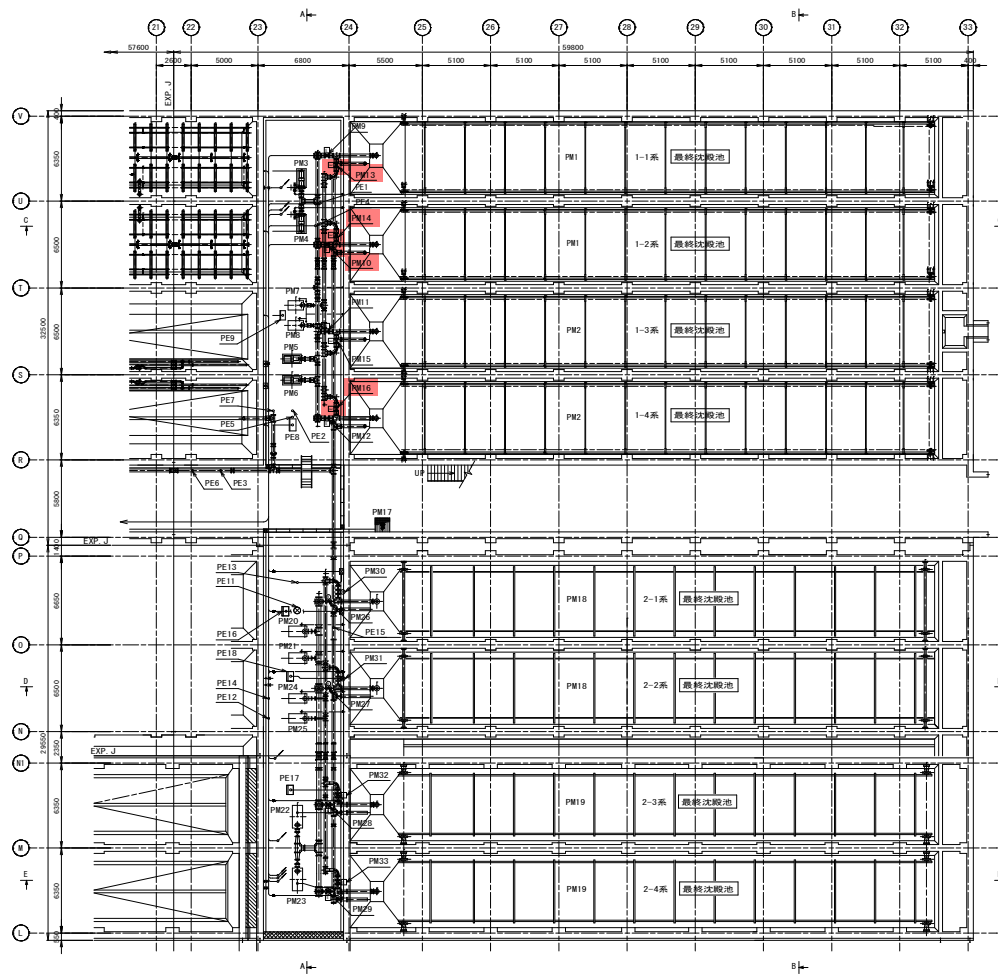 A B
21 22 23 24 25 26 27 28 29 30 31 32 33
57600 59800
2600 5000 6800 5500 5100 5100 5100 5100 5100 5100 5100 5100 400
EXP.J
V
400
PM9
6350
PM3
PM13
PM1 1-1系 最終沈殿池
PE1
U
PE4
C
PM14
PM4
6500
PM1 1-2系 最終沈殿池
PM10
T
PM7
PM11
32500
6500
PM8
PM2 1-3系 最終沈殿池
PE9
PM5
PM15
S
PM6
PM16
6350
PE7
PM2 1-4系 最終沈殿池
PE5
PE8 PE2
PM12
R
UP
PE6 PE3
5800
PM17
Q
1400
EXP.J
P
PE13
PM30
PE11
6650
PM18 2-1系 最終沈殿池
PM26
PM20
PE16
PE15
O
PM21
PE18
PM31
6500
PE14
PM24
PM18 2-2系 最終沈殿池
D
PE12
PM27
PM25
N
29550
2350
EXP.J
N1
PE17
PM32
6350
PM22
PM19 2-3系 最終沈殿池
PM28
M
PM33
E
6350
PM23
PM19 2-4系 最終沈殿池
PM29
L
550
A B